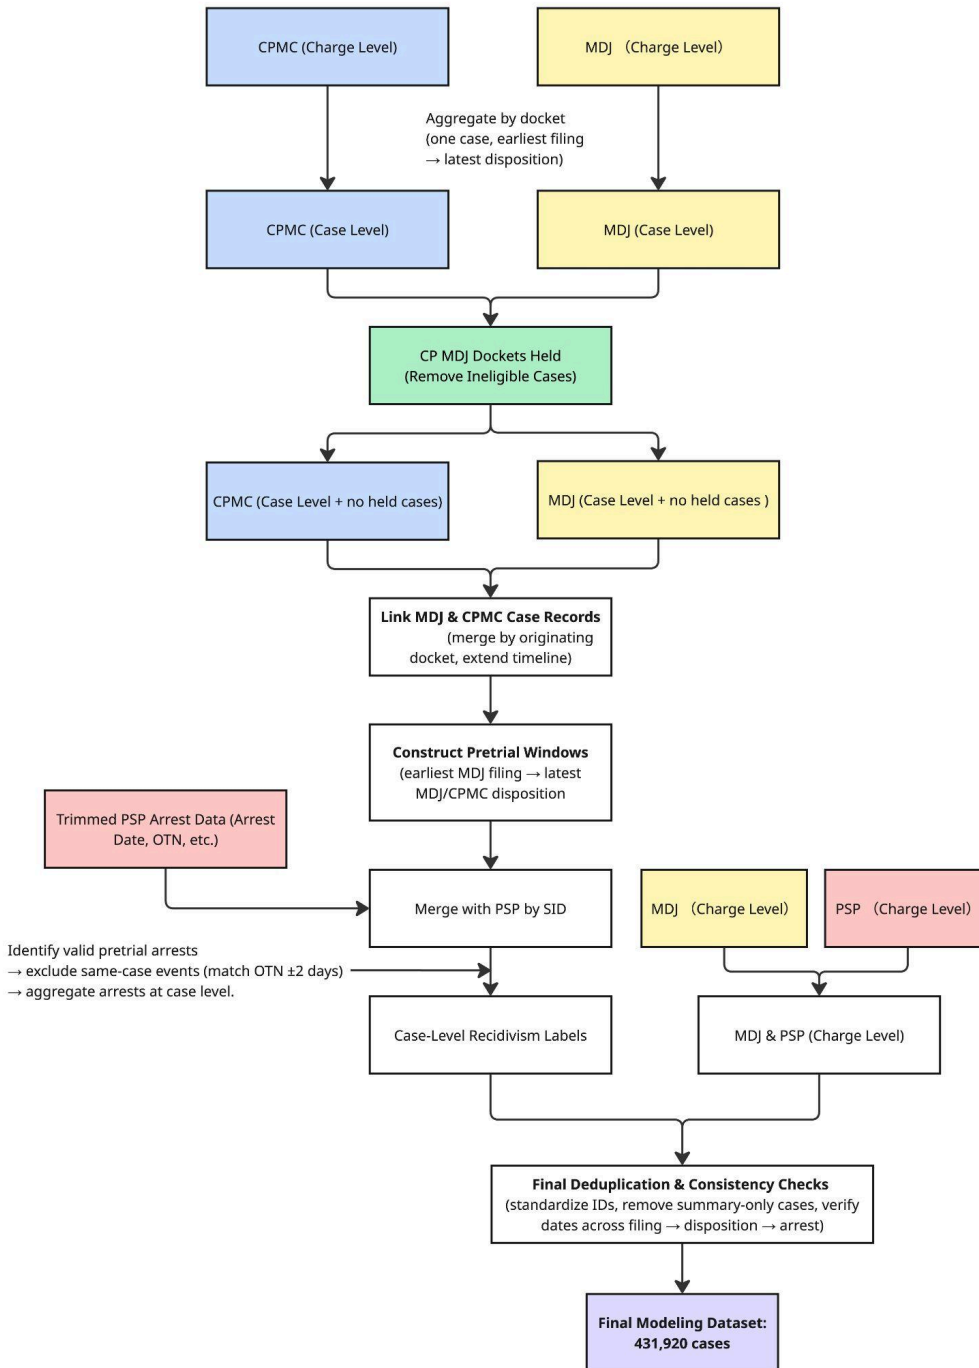 CPMC (Charge Level)
MDJ （Charge Level）
Aggregate by docket
(one case, earliest filing
→ latest disposition)
CPMC (Case Level)
MDJ (Case Level)
CP MDJ Dockets Held
(Remove Ineligible Cases)
CPMC (Case Level + no held cases)
MDJ (Case Level + no held cases )
Link MDJ & CPMC Case Records
(merge by originating
docket, extend timeline)
Construct Pretrial Windows
(earliest MDJ filing → latest
MDJ/CPMC disposition
Trimmed PSP Arrest Data (Arrest
Date, OTN, etc.)
Merge with PSP by SID
MDJ （Charge Level）
PSP （Charge Level）
Identify valid pretrial arrests
→ exclude same-case events (match OTN ±2 days)
→ aggregate arrests at case level.
Case-Level Recidivism Labels
MDJ & PSP (Charge Level)
Final Deduplication & Consistency Checks
(standardize IDs, remove summary-only cases, verify
dates across filing → disposition → arrest)
Final Modeling Dataset:
431,920 cases